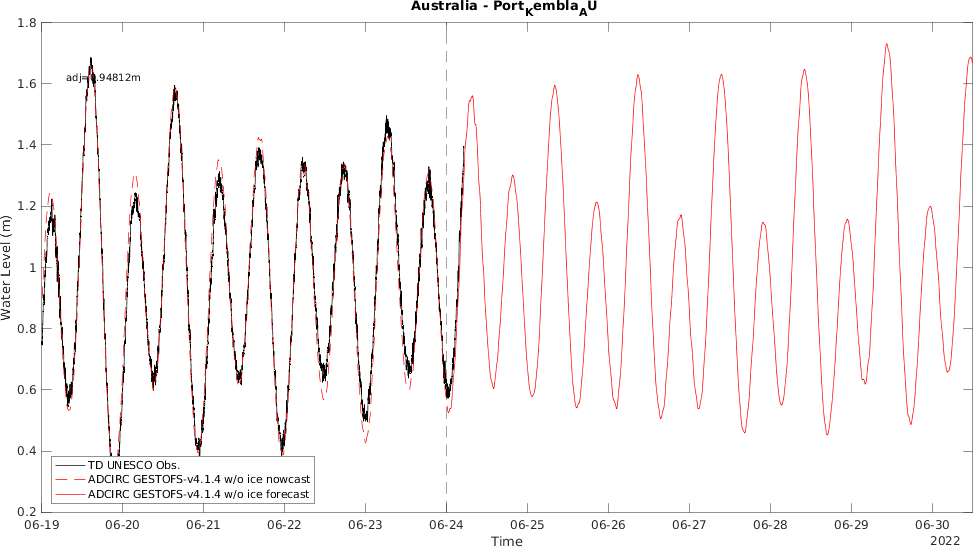 Australia - Port_Kembla_AU
adj=0.94812m
Water Level (m)
1.8
1.6
1.4
1.2
1
0.8
0.6
0.4
0.2
TD UNESCO Obs.
ADCIRC GESTOFS-v4.1.4 w/o ice nowcast
ADCIRC GESTOFS-v4.1.4 w/o ice forecast
06-19 06-20 06-21 06-22 06-23 06-24 06-25 06-26 06-27 06-28 06-29 06-30
Time
2022